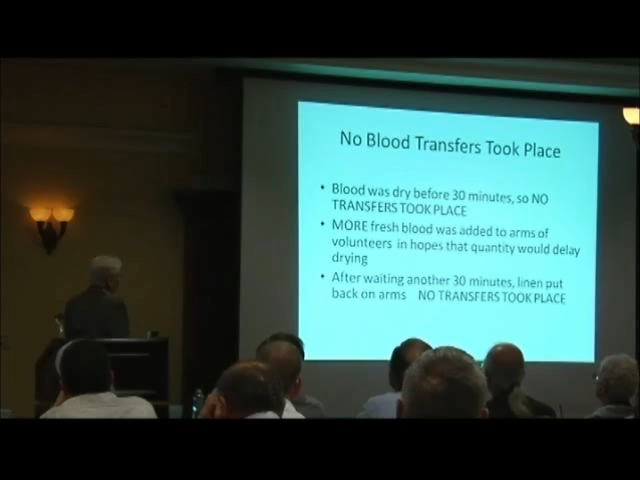 No Blood Transfers Took Place
• Blood was dry before 30 minutes, so NO
TRANSFERS TOOK PLACE
• MORE fresh blood was added to arms of
volunteers in hopes that quantity would delay
drying
• After waiting another 30 minutes, linen put
back on arms NO TRANSFERS TOOK PLACE